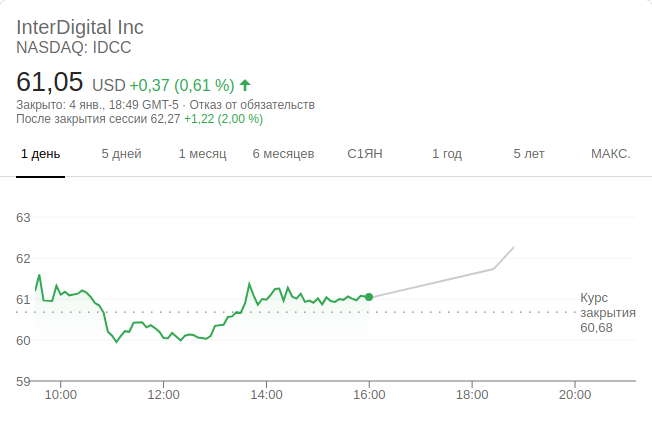 InterDigital Inc
NASDAQ: IDCC
61,05 USD +0,37 (0,61 %)
Закрыто: 4 янв., 18:49 GMT-5 · Отказ от обязательств
После закрытия сессии 62,27 +1,22 (2,00 %)
1 день 5 дней 1 месяц 6 месяцев С1ЯН 1 год 5 лет МАКС.
63
62
61
60
59
Курс
закрытия
60,68
10:00 12:00 14:00 16:00 18:00 20:00